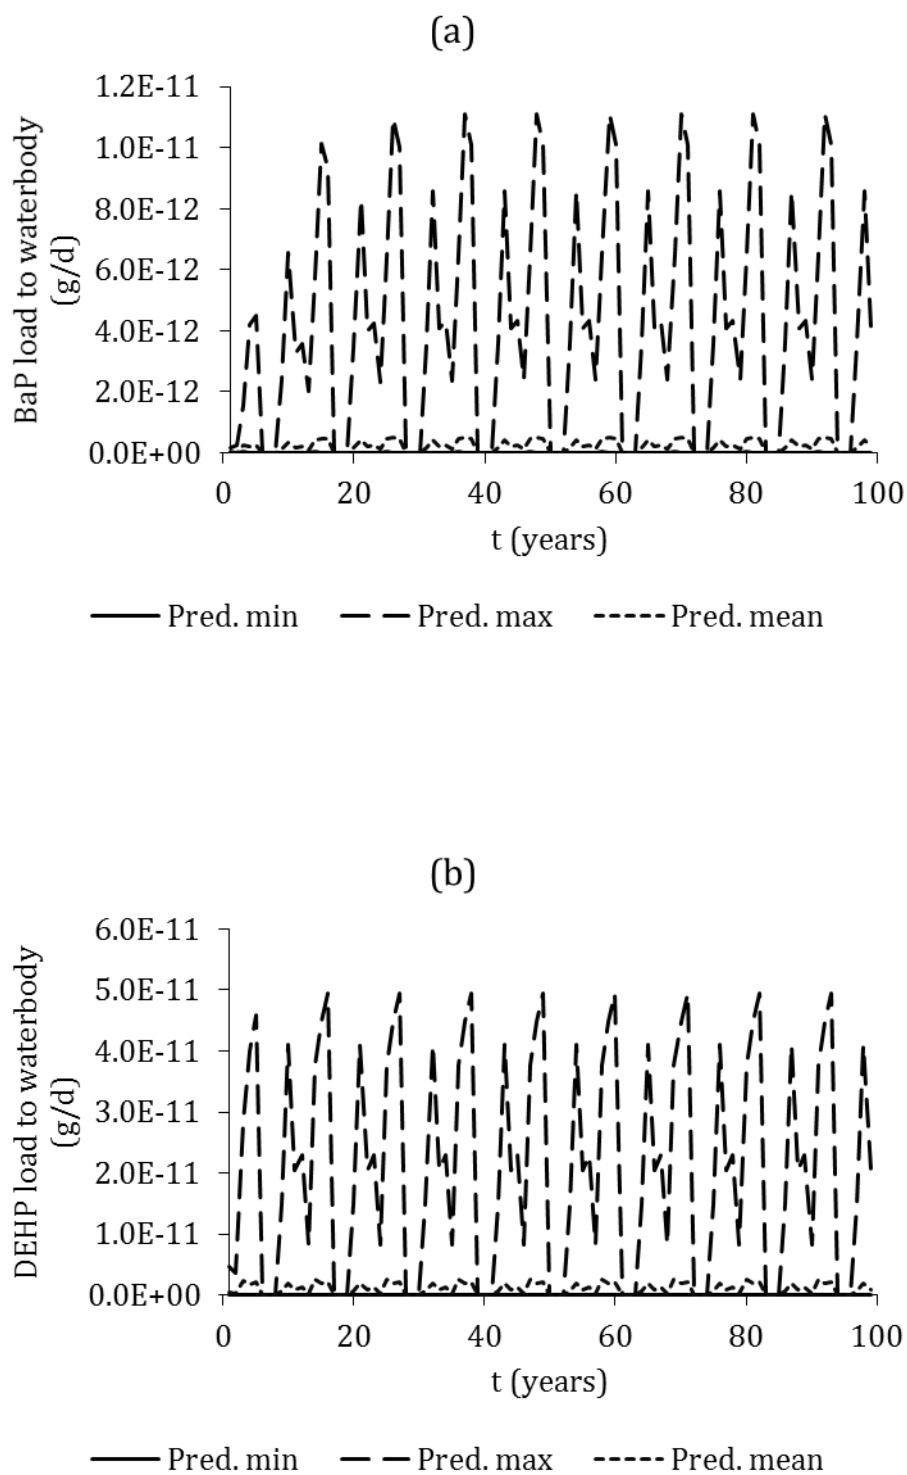 (a)
BaP load to waterbody
(g/d)
1.2E-11
1.0E-11
8.0E-12
6.0E-12
4.0E-12
2.0E-12
0.0E+00
0 20 40 60 80 100
t (years)
Pred. min Pred. max Pred. mean
(b)
DEHP load to waterbody
(g/d)
6.0E-11
5.0E-11
4.0E-11
3.0E-11
2.0E-11
1.0E-11
0.0E+00
0 20 40 60 80 100
t (years)
Pred. min Pred. max Pred. mean